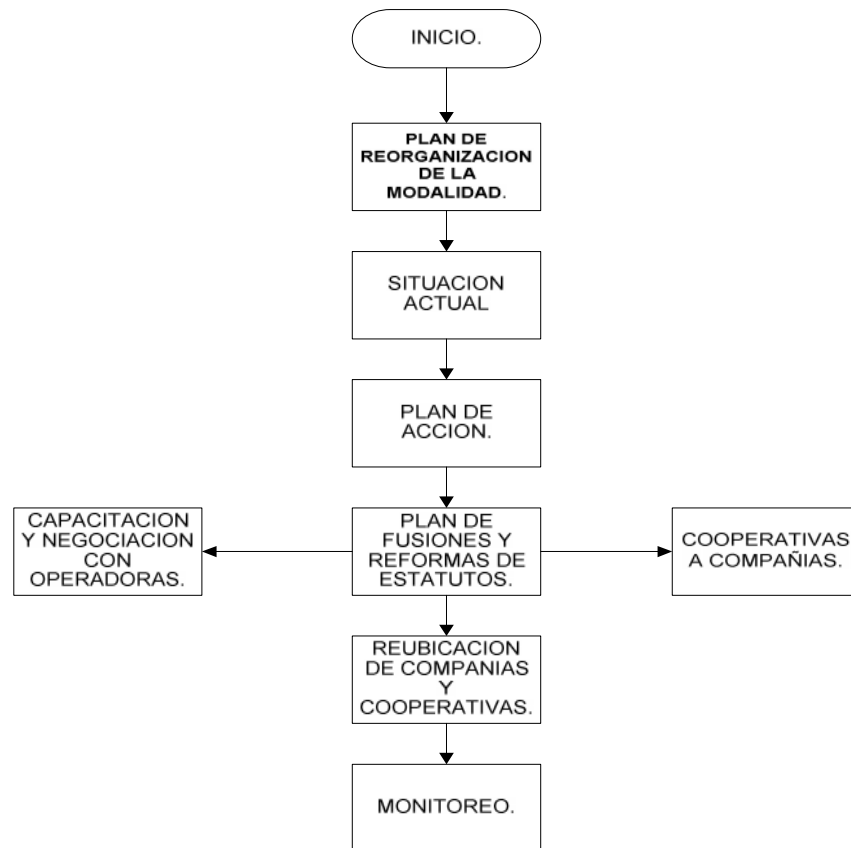 INICIO.
PLAN DE
REORGANIZACION
DE LA
MODALIDAD.
SITUACION
ACTUAL
PLAN DE
ACCION.
CAPACITACION
Y NEGOCIACION
CON
OPERADORAS.
PLAN DE
FUSIONES Y
REFORMAS DE
ESTATUTOS.
COOPERATIVAS
A COMPAÑIAS.
REUBICACION
DE COMPANIAS
Y
COOPERATIVAS.
MONITOREO.